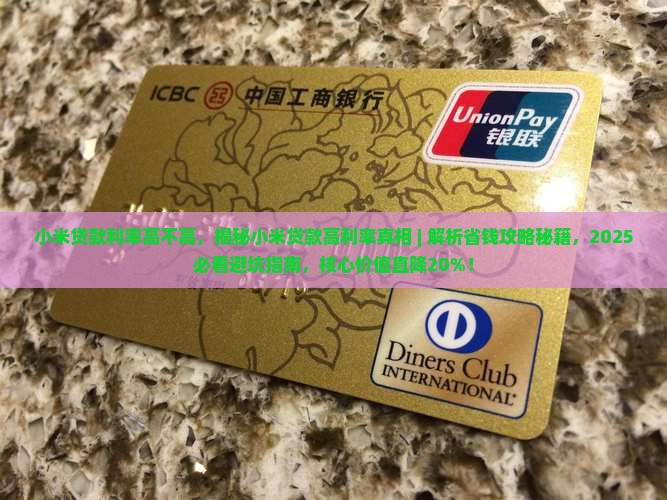 ICBC 中国工商银行
UnionPay
银联
小米贷款利率高不高，揭秘小米贷款高利率真相 | 解析省钱攻略秘籍，2025
必看避坑指南，核心价值直降20%！
Diners Club
INTERNATIONAL®